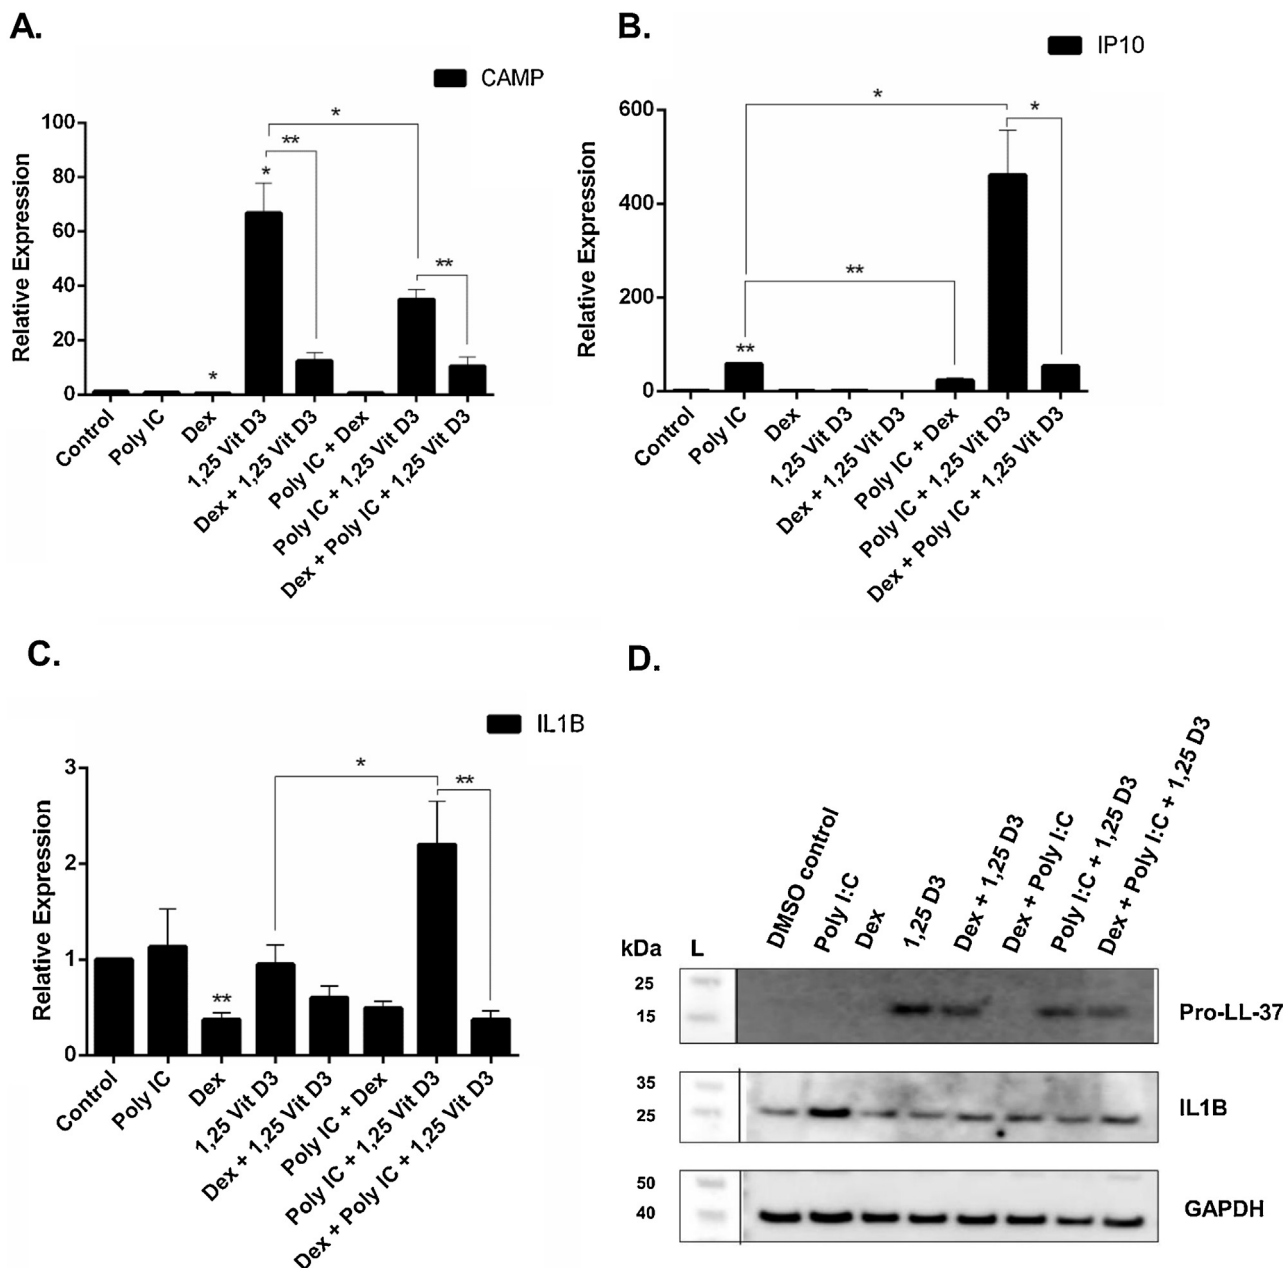 A.
CAMP
Relative Expression
100
80
60
40
20
0
*
**
*
*
**
Control
Poly IC
Dex
1,25 Vit D3
Dex + 1,25 Vit D3
Poly IC + Dex
Poly IC + 1,25 Vit D3
Dex + Poly IC + 1,25 Vit D3
B.
IP10
Relative Expression
600
400
200
0
*
*
**
**
Control
Poly IC
Dex
1,25 Vit D3
Dex + 1,25 Vit D3
Poly IC + Dex
Poly IC + 1,25 Vit D3
Dex + Poly IC + 1,25 Vit D3
C.
IL1B
Relative Expression
3
2
1
0
*
**
**
Control
Poly IC
Dex
1,25 Vit D3
Dex + 1,25 Vit D3
Poly IC + Dex
Poly IC + 1,25 Vit D3
Dex + Poly IC + 1,25 Vit D3
D.
DMSO control
Poly I:C
Dex
1,25 D3
Dex + 1,25 D3
Dex + Poly I:C
Poly I:C + 1,25 D3
Dex + Poly I:C + 1,25 D3
kDa L
25
15
Pro-LL-37
35
25
IL1B
50
40
GAPDH